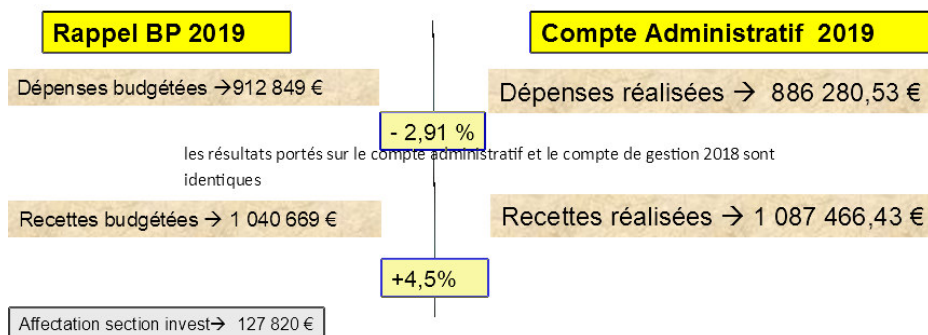 Rappel BP 2019
Compte Administratif 2019
Dépenses budgétées →912 849 €
Dépenses réalisées → 886 280,53 €
- 2,91 %
les résultats portés sur le compte administratif et le compte de gestion 2018 sont
identiques
Recettes budgétées → 1 040 669 €
Recettes réalisées → 1 087 466,43 €
+4,5%
Affectation section invest→ 127 820 €